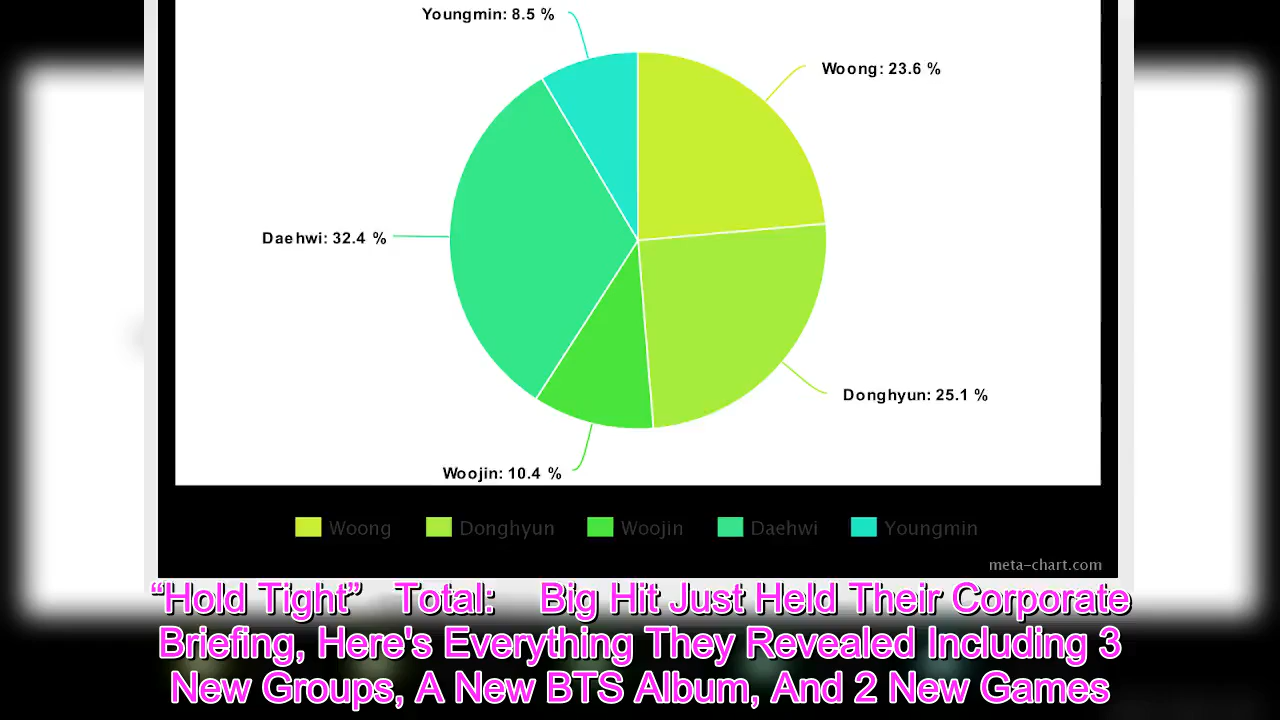 Youngmin: 8.5 %
Woong: 23.6 %
Daehwi: 32.4 %
Donghyun: 25.1 %
Woojin: 10.4 %
Woong Donghyun Woojin Daehwi Youngmin
meta-chart.com
“Hold Tight” Total: Big Hit Just Held Their Corporate
Briefing, Here's Everything They Revealed Including 3
New Groups, A New BTS Album, And 2 New Games